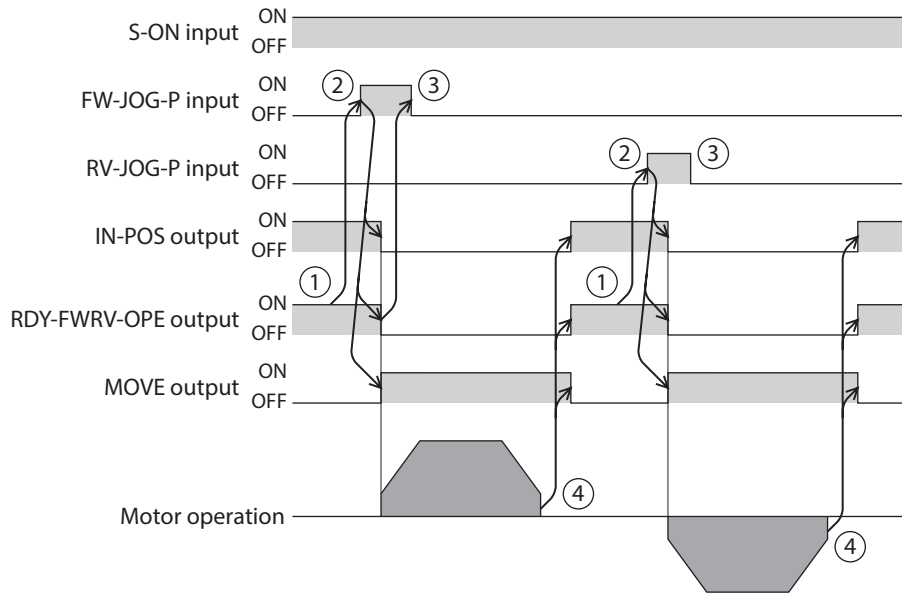 S-ON input
ON
OFF
FW-JOG-P input
ON
OFF
②
③
RV-JOG-P input
ON
OFF
②
③
IN-POS output
ON
OFF
①
①
RDY-FWRV-OPE output
ON
OFF
MOVE output
ON
OFF
④
Motor operation
④